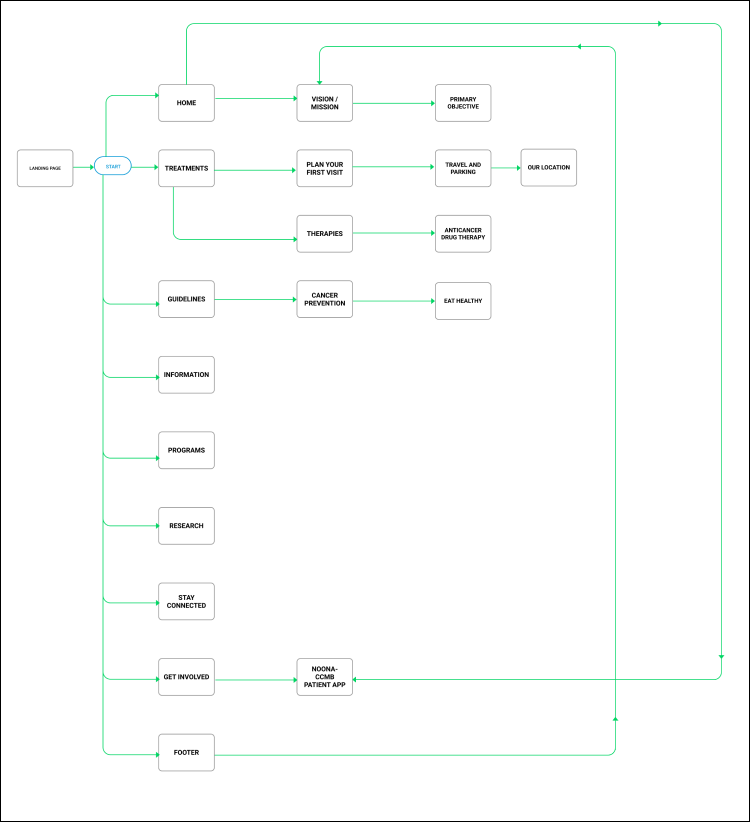 HOME
VISION /
MISSION
PRIMARY
OBJECTIVE
LANDING PAGE
START
TREATMENTS
PLAN YOUR
FIRST VISIT
TRAVEL AND
PARKING
OUR LOCATION
THERAPIES
ANTICANCER
DRUG THERAPY
GUIDELINES
CANCER
PREVENTION
EAT HEALTHY
INFORMATION
PROGRAMS
RESEARCH
STAY
CONNECTED
GET INVOLVED
NOONA-
CCMB
PATIENT APP
FOOTER